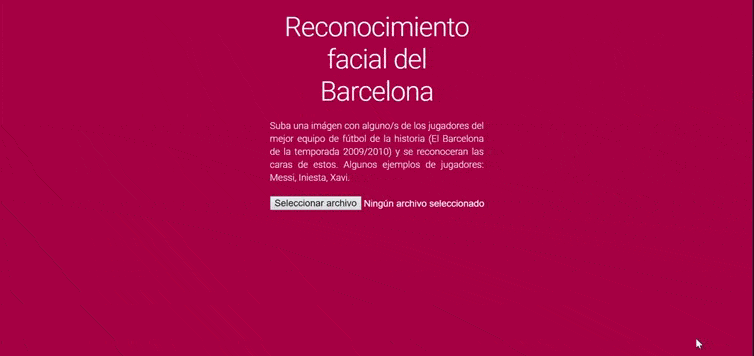 Reconocimiento
facial del
Barcelona
Suba una imágen con alguno/s de los jugadores del
mejor equipo de fútbol de la historia (El Barcelona
de la temporada 2009/2010) y se reconoceran las
caras de estos. Algunos ejemplos de jugadores:
Messi, Iniesta, Xavi.
Seleccionar archivo Ningún archivo seleccionado